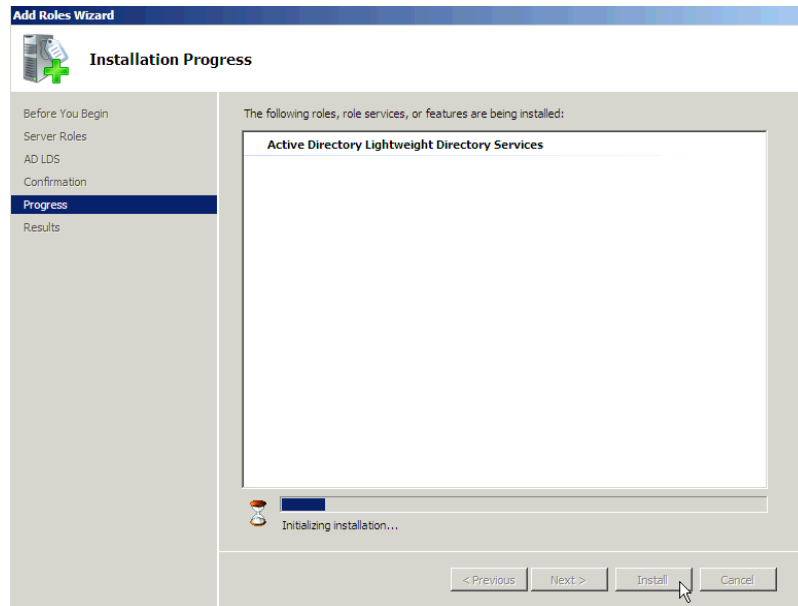 Add Roles Wizard
Installation Progress
Before You Begin
Server Roles
AD LDS
Confirmation
Progress
Results
The following roles, role services, or features are being installed:
Active Directory Lightweight Directory Services
Initializing installation...
< Previous
Next >
Install
Cancel